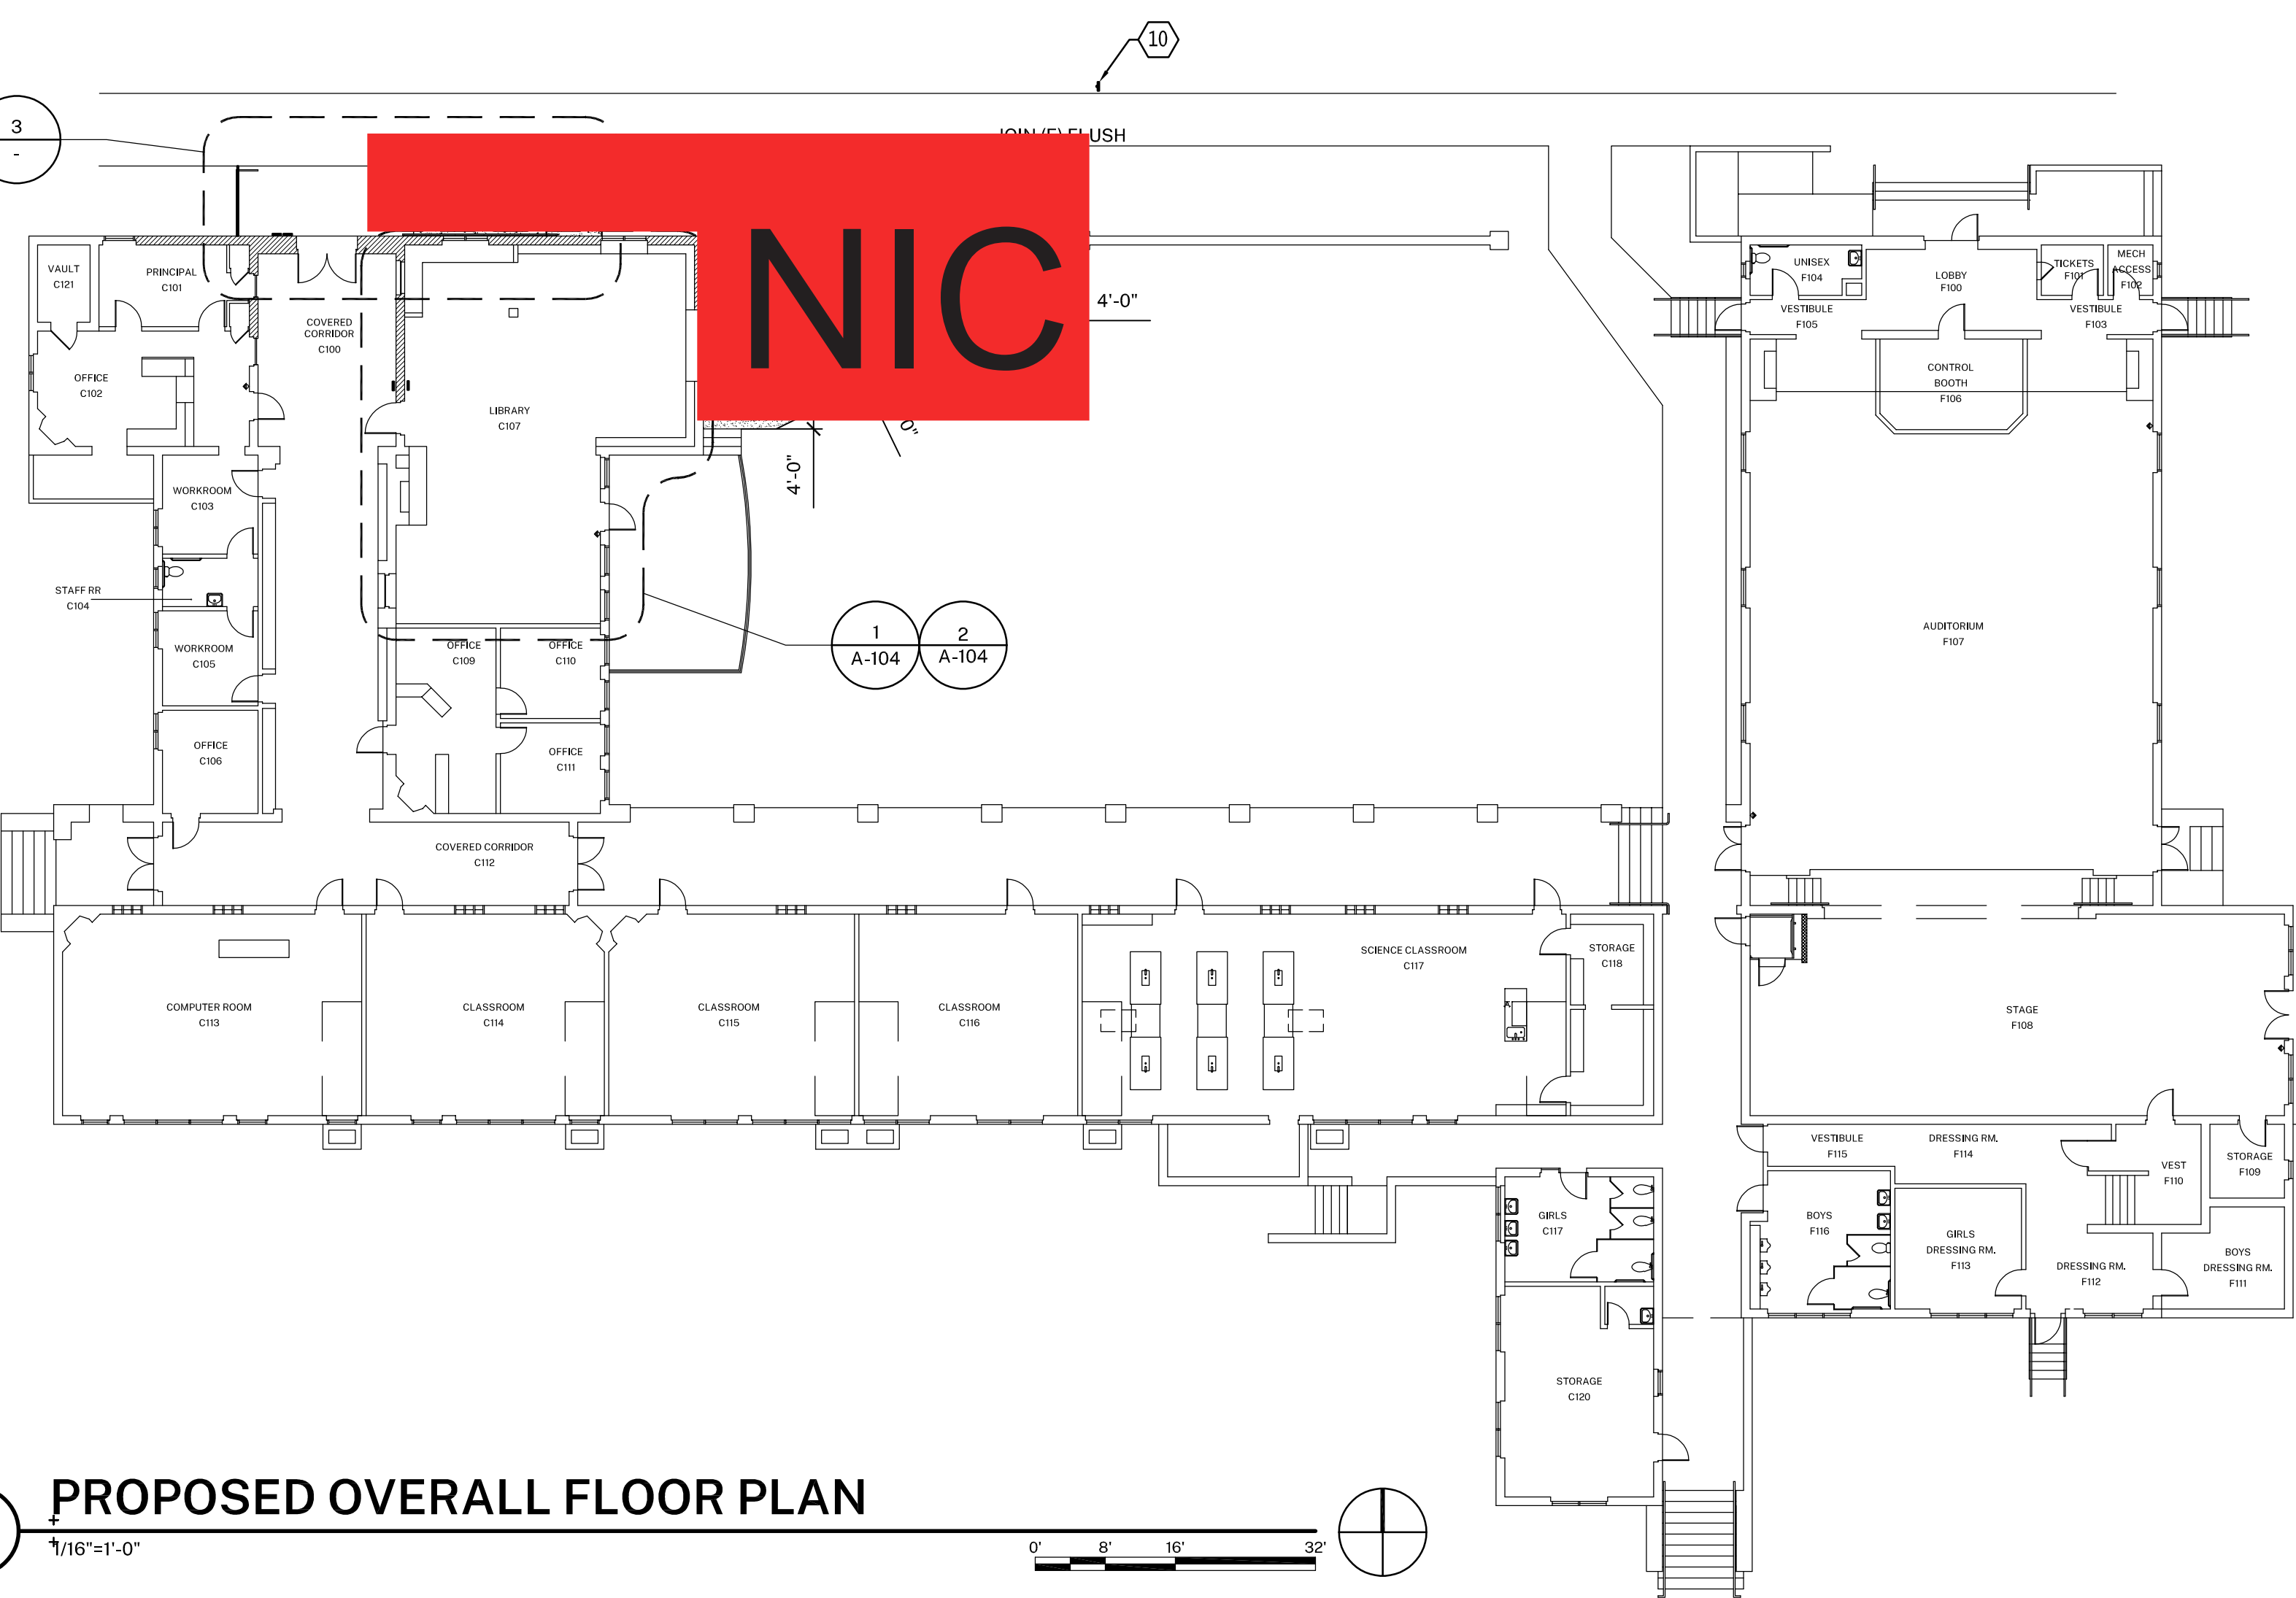 10
3
-
JOIN (E) FLUSH
NIC
4'-0"
VAULT
C121
PRINCIPAL
C101
COVERED
CORRIDOR
C100
OFFICE
C102
LIBRARY
C107
0"
4'-0"
WORKROOM
C103
STAFF RR
C104
WORKROOM
C105
OFFICE
C106
OFFICE
C109
OFFICE
C110
OFFICE
C111
1
A-104
2
A-104
UNISEX
F104
LOBBY
F100
TICKETS
F101
MECH
ACCESS
F102
VESTIBULE
F105
VESTIBULE
F103
CONTROL
BOOTH
F106
AUDITORIUM
F107
COVERED CORRIDOR
C112
COMPUTER ROOM
C113
CLASSROOM
C114
CLASSROOM
C115
CLASSROOM
C116
SCIENCE CLASSROOM
C117
STORAGE
C118
STAGE
F108
VESTIBULE
F115
DRESSING RM.
F114
VEST
F110
STORAGE
F109
GIRLS
C117
BOYS
F116
GIRLS
DRESSING RM.
F113
DRESSING RM.
F112
BOYS
DRESSING RM.
F111
STORAGE
C120
PROPOSED OVERALL FLOOR PLAN
1/16"=1'-0"
0' 8' 16' 32'